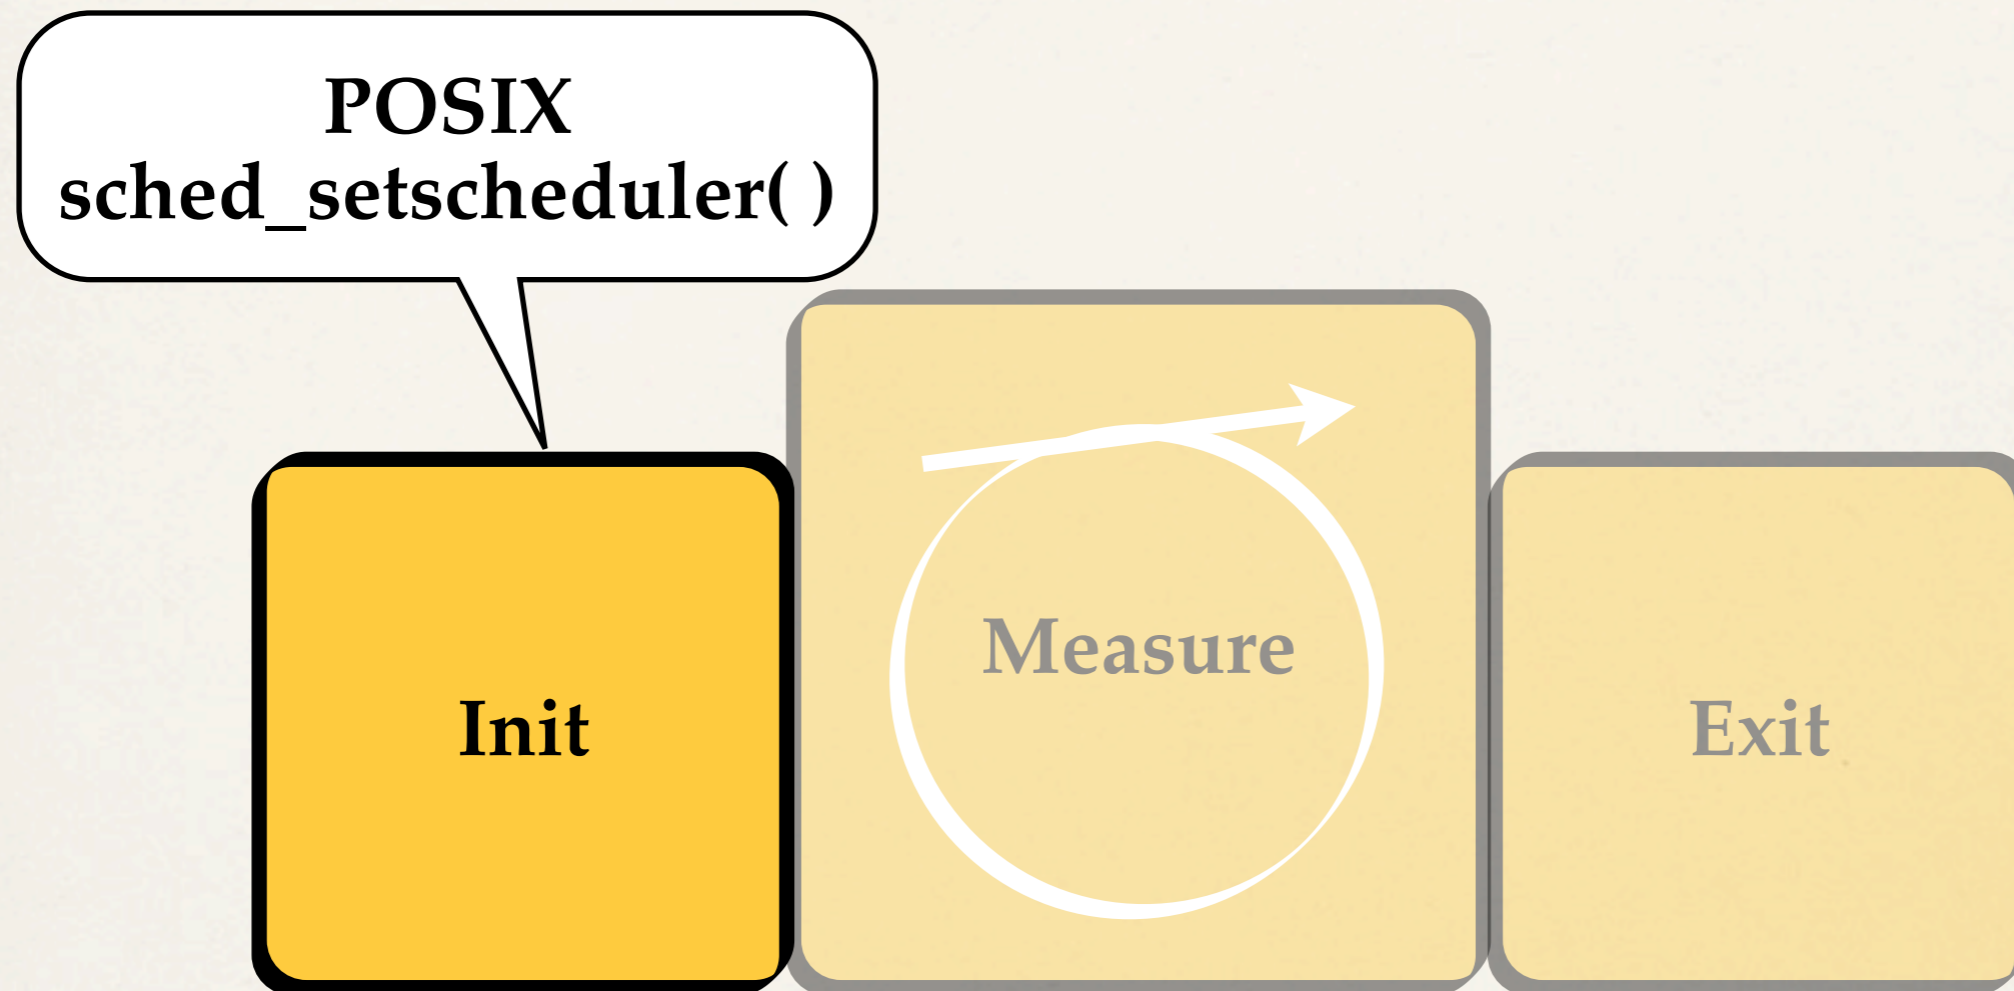 POSIX
sched_setscheduler( )
Measure
Init
Exit